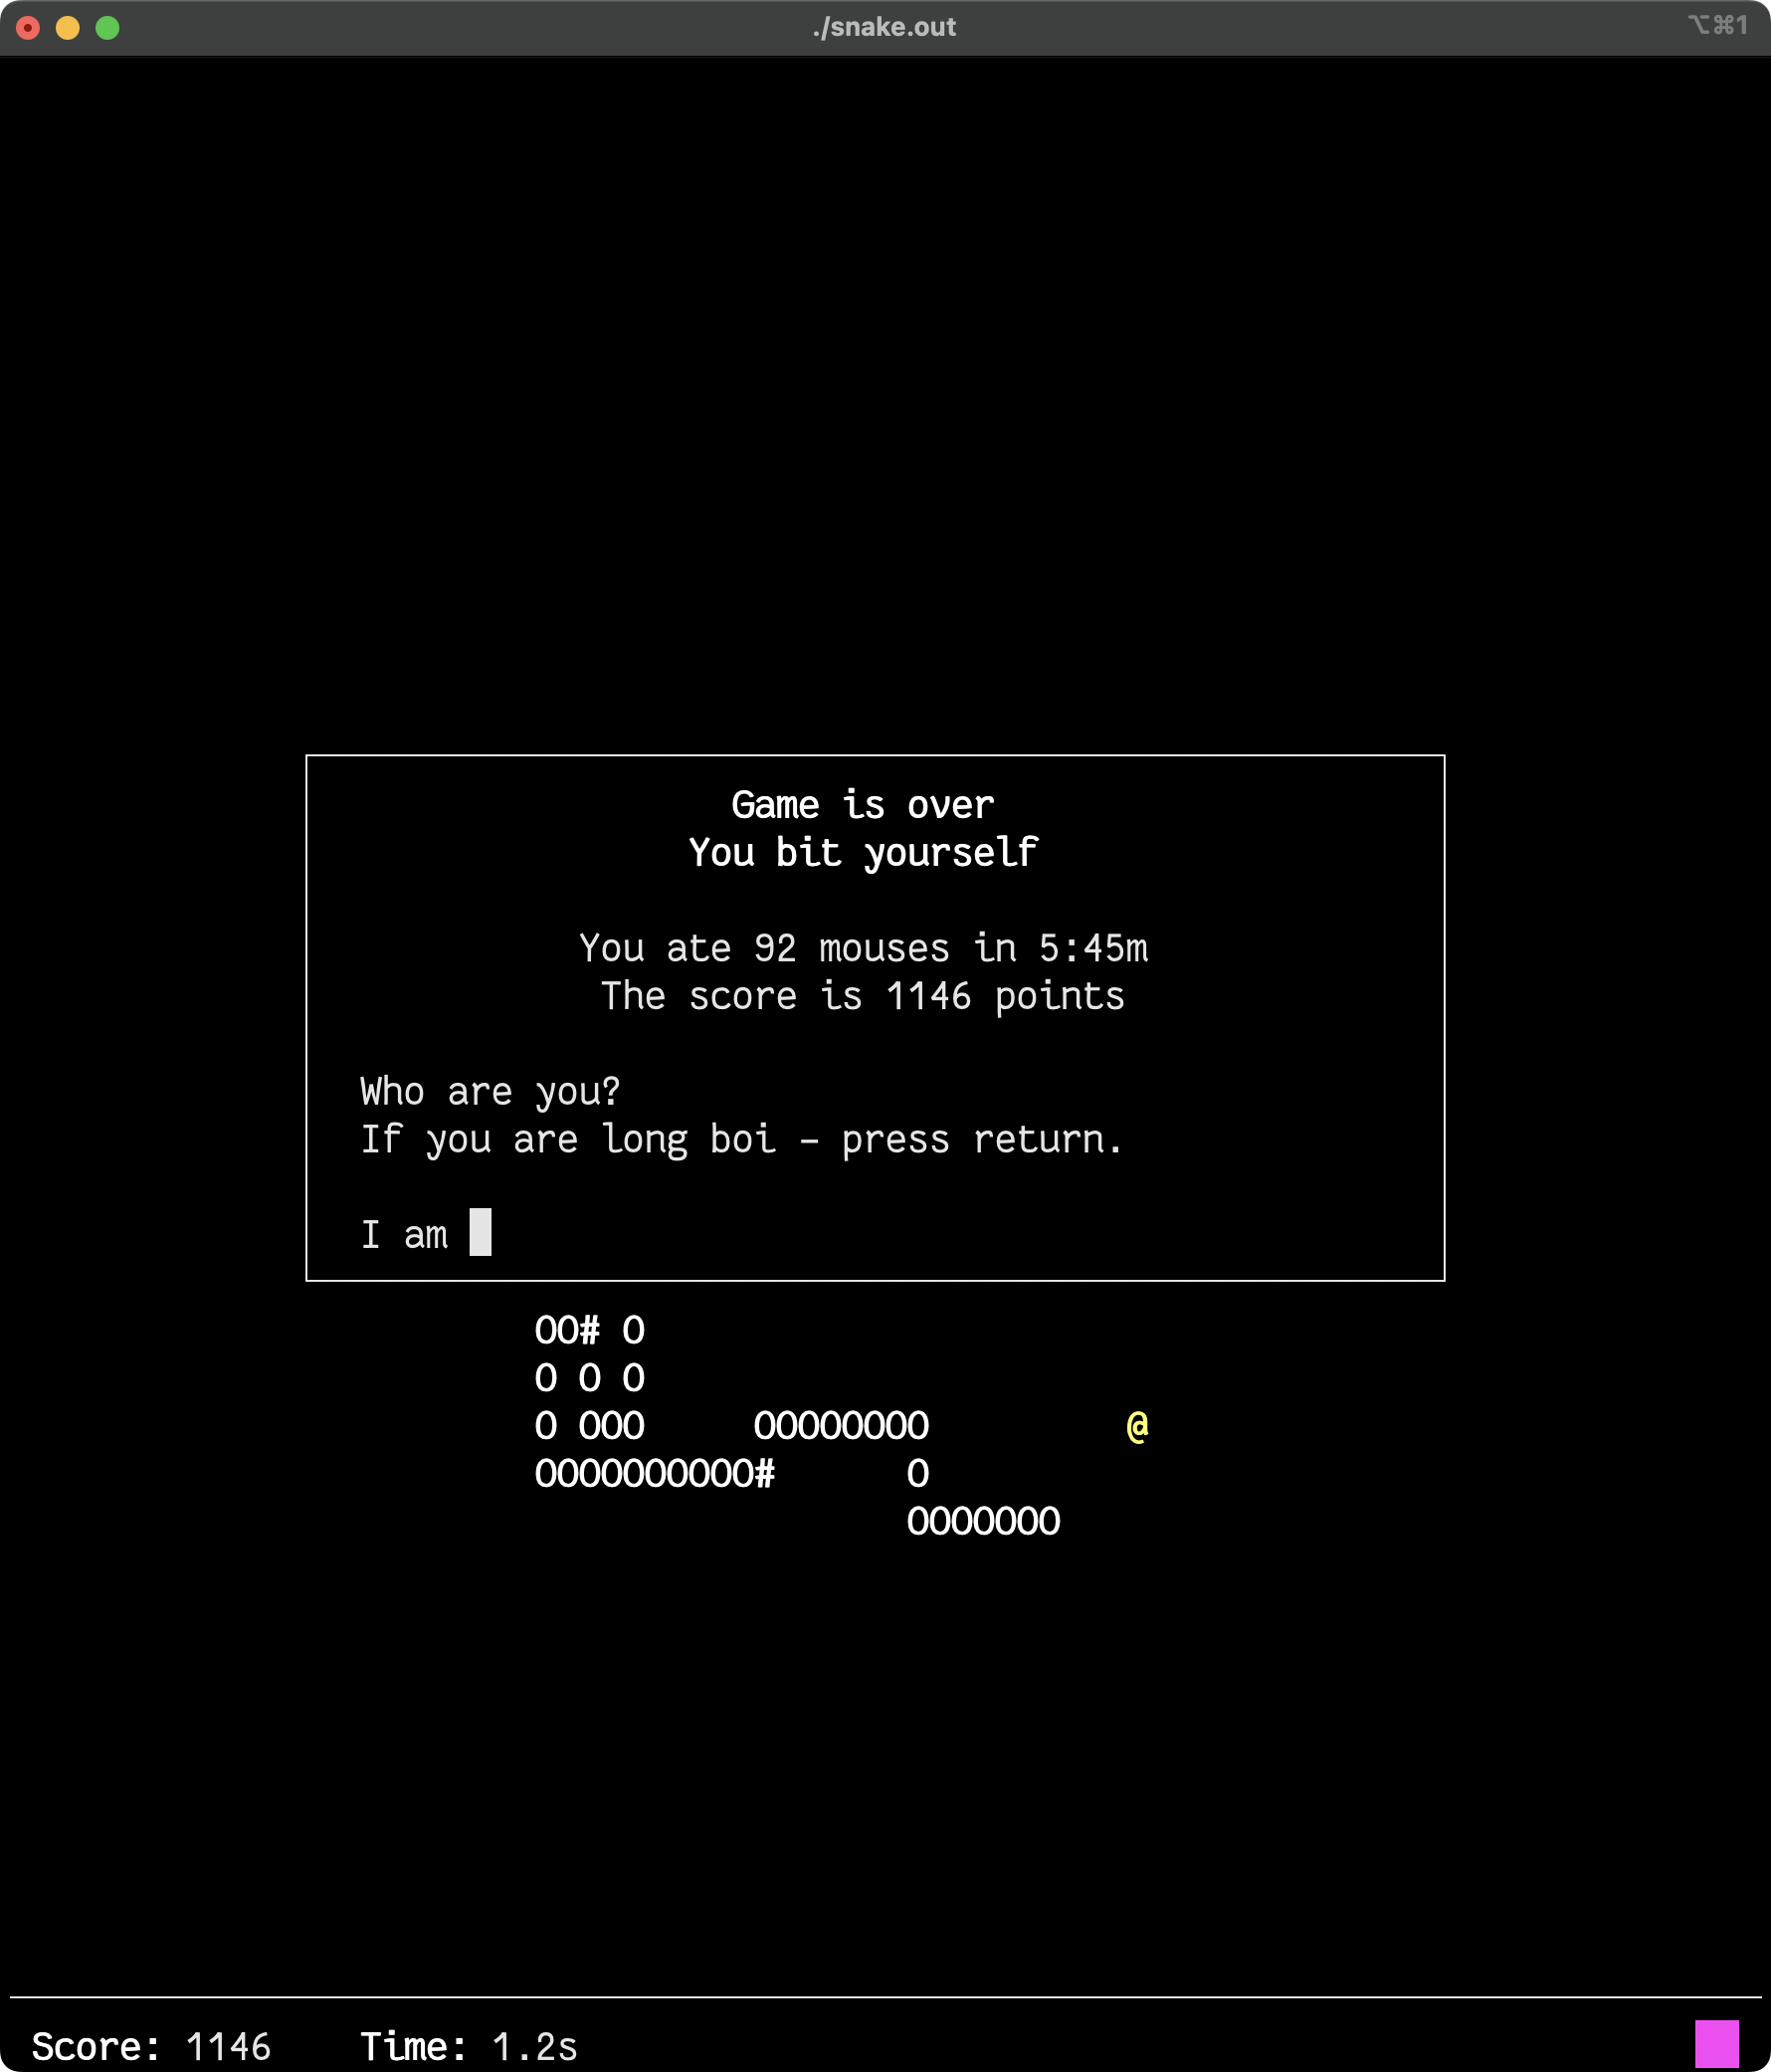 ./snake.out ⌥⌘1
Game is over
You bit yourself
You ate 92 mouses in 5:45m
The score is 1146 points
Who are you?
If you are long boi – press return.
I am
OO# O
O O O
O OOO     OOOOOOOO         @
OOOOOOOOOO#      O
OOOOOOO
Score: 1146    Time: 1.2s